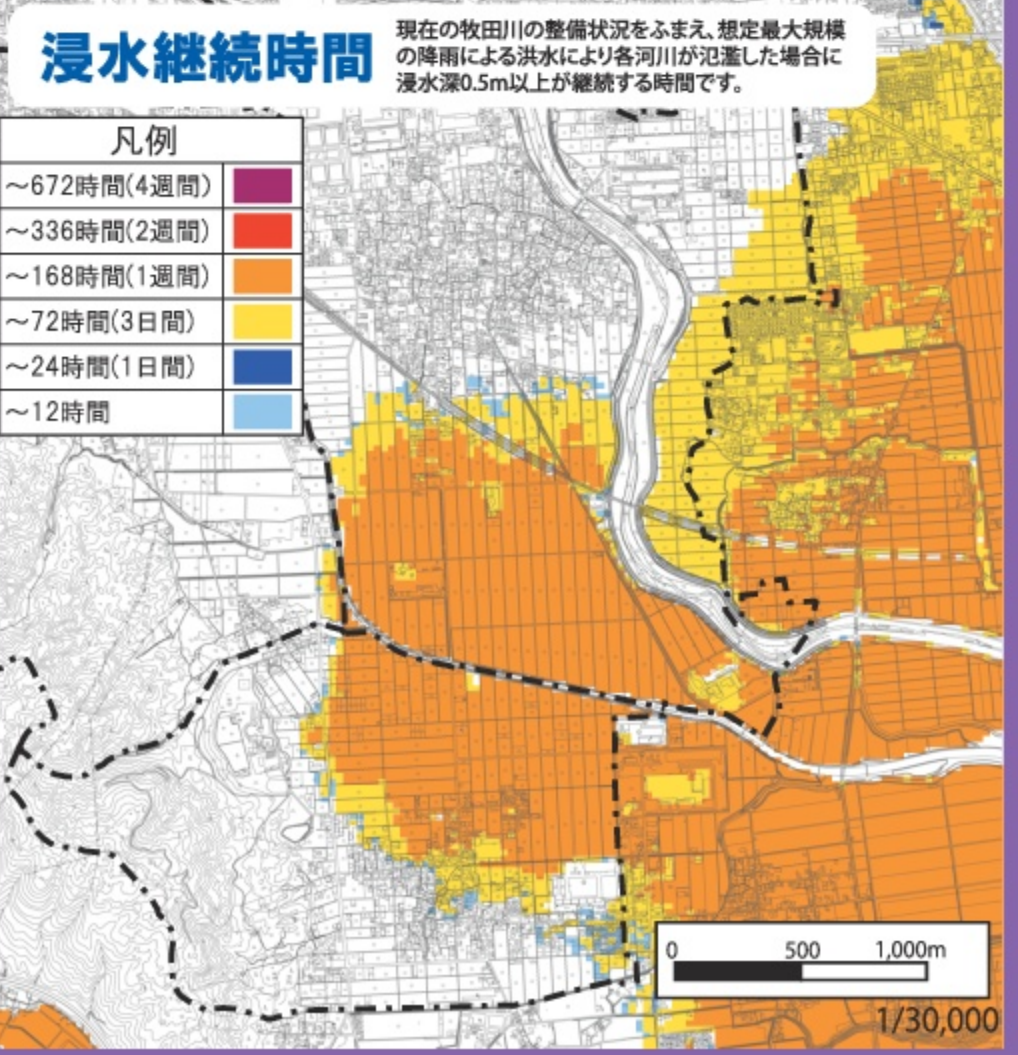 浸水継続時間
現在の牧田川の整備状況をふまえ、想定最大規模
の降雨による洪水により各河川が氾濫した場合に
浸水深0.5m以上が継続する時間です。
凡例
～672時間(4週間)
～336時間(2週間)
～168時間(1週間)
～72時間(3日間)
～24時間(1日間)
～12時間
0 500 1,000m
1/30,000